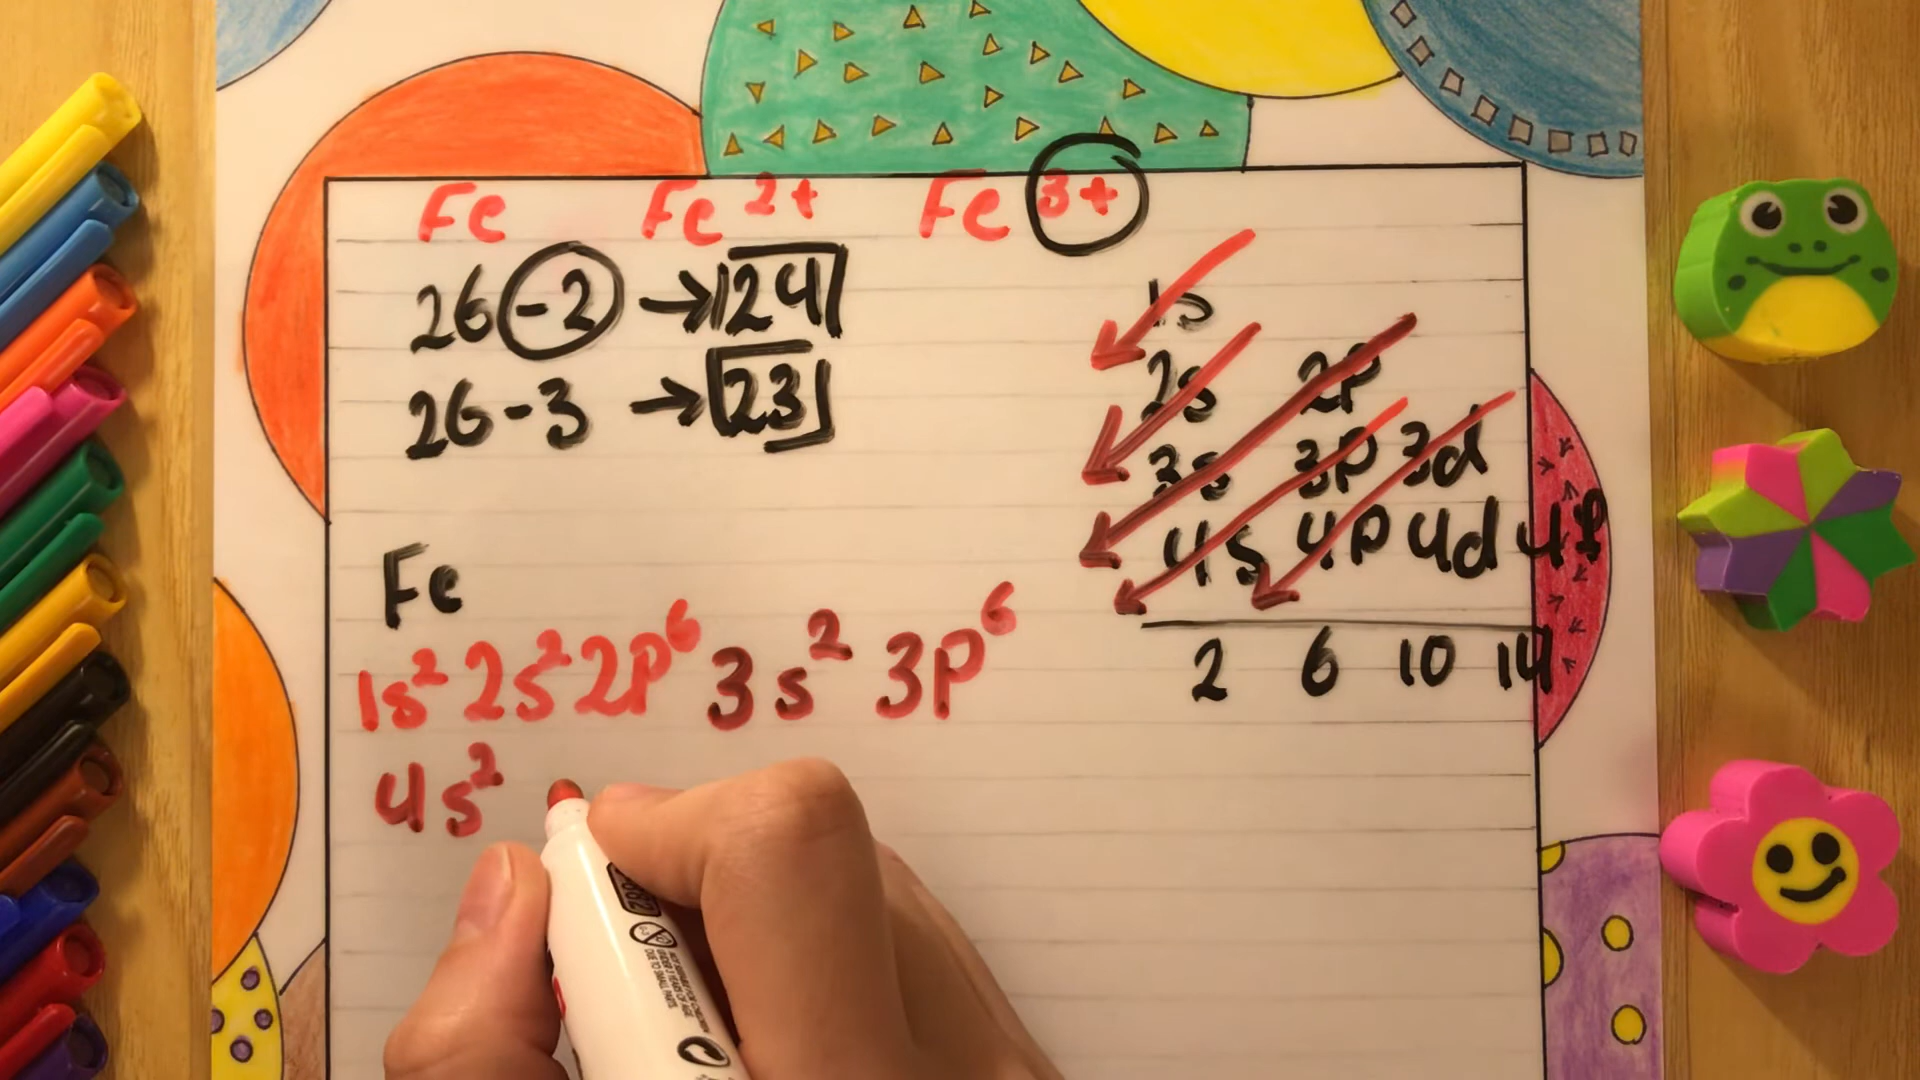 Fe Fe 2+ Fe 3+
26 -2 → 24
26 - 3 → 23
1s
2s 2p
3s 3p 3d
4s 4p 4d 4f
2 6 10 14
Fe
1s² 2s² 2p⁶ 3s² 3p⁶
4s²